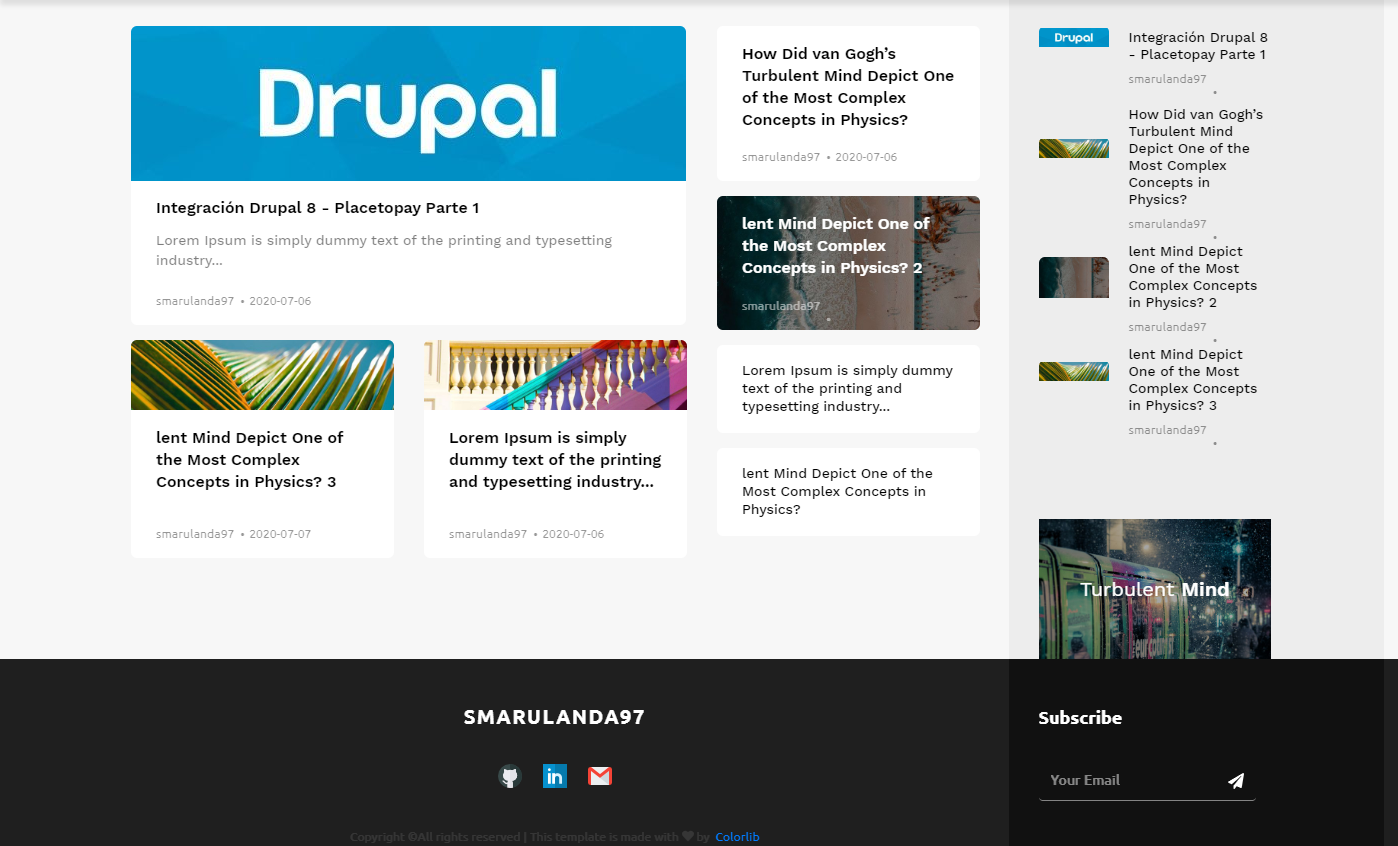 Drupal
Integración Drupal 8 - Placetopay Parte 1
Lorem Ipsum is simply dummy text of the printing and typesetting
industry...
smarulanda97 • 2020-07-06
lent Mind Depict One of
the Most Complex
Concepts in Physics? 3
smarulanda97 • 2020-07-07
Lorem Ipsum is simply
dummy text of the printing
and typesetting industry...
smarulanda97 • 2020-07-06
How Did van Gogh’s
Turbulent Mind Depict One
of the Most Complex
Concepts in Physics?
smarulanda97 • 2020-07-06
lent Mind Depict One of
the Most Complex
Concepts in Physics? 2
smarulanda97
•
Lorem Ipsum is simply dummy
text of the printing and
typesetting industry...
lent Mind Depict One of the
Most Complex Concepts in
Physics?
Drupal
Integración Drupal 8
- Placetopay Parte 1
smarulanda97
•
How Did van Gogh’s
Turbulent Mind
Depict One of the
Most Complex
Concepts in
Physics?
smarulanda97
•
lent Mind Depict
One of the Most
Complex Concepts
in Physics? 2
smarulanda97
•
lent Mind Depict
One of the Most
Complex Concepts
in Physics? 3
smarulanda97
•
Turbulent Mind
SMARULANDA97
in
Copyright ©All rights reserved | This template is made with ♥ by Colorlib
Subscribe
Your Email